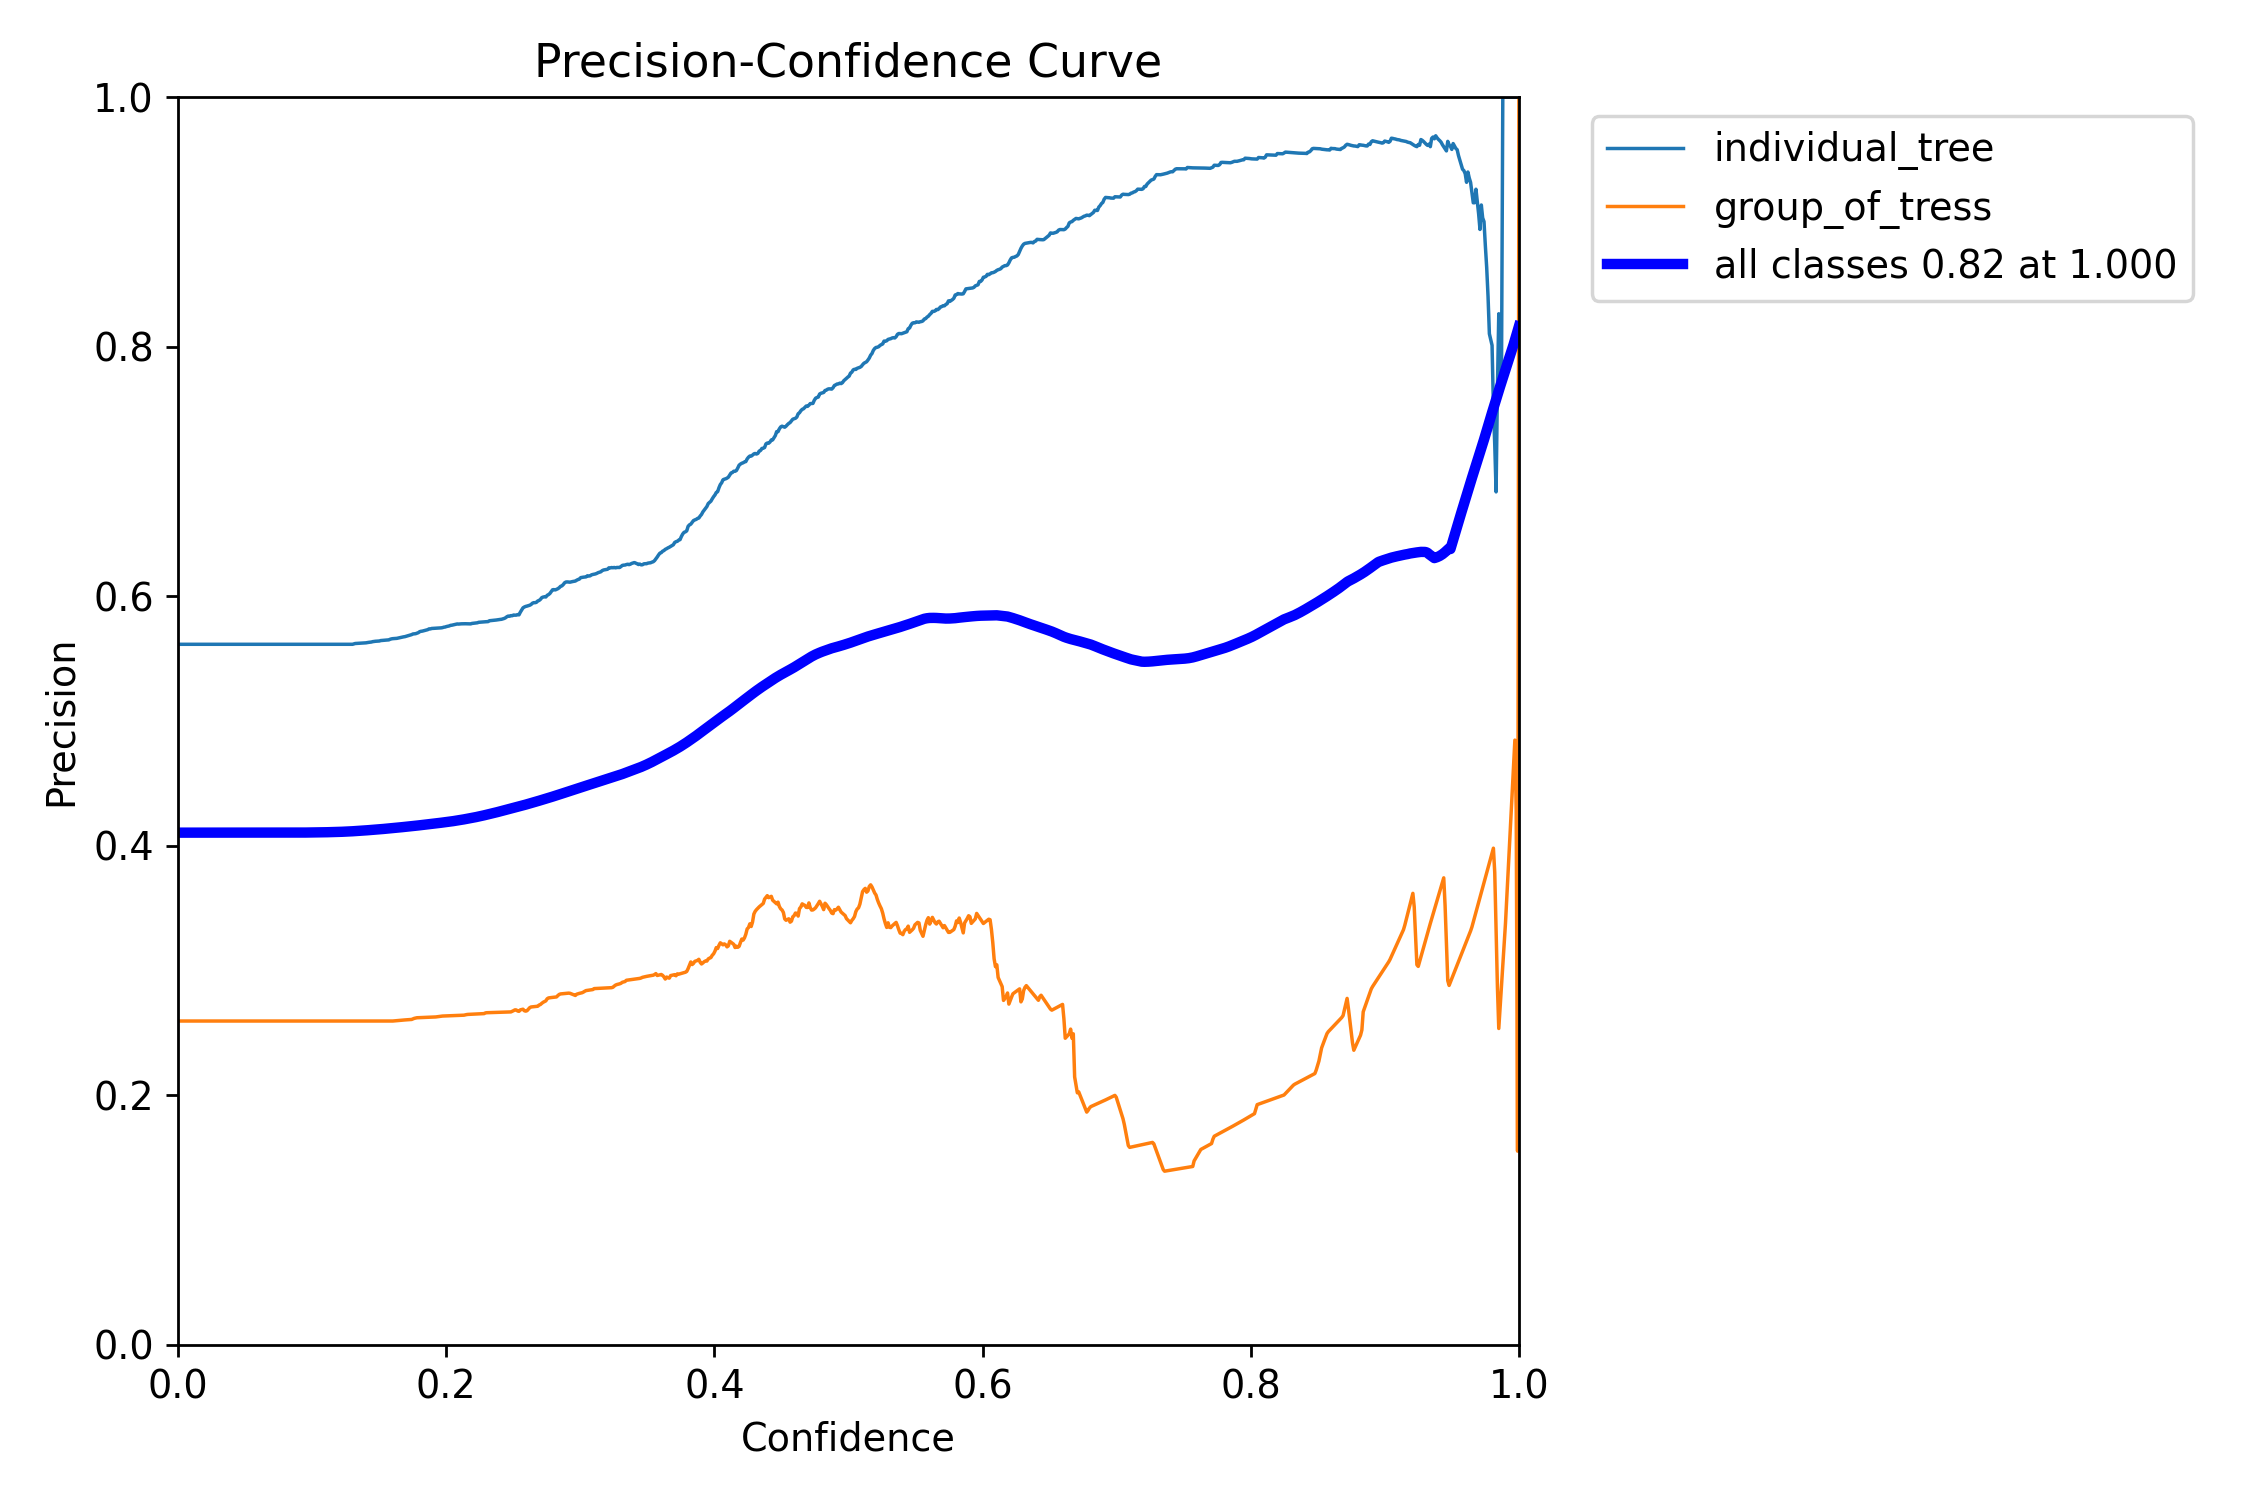 Precision-Confidence Curve
individual_tree
group_of_tress
all classes 0.82 at 1.000
Precision
1.0
0.8
0.6
0.4
0.2
0.0
0.0 0.2 0.4 0.6 0.8 1.0
Confidence